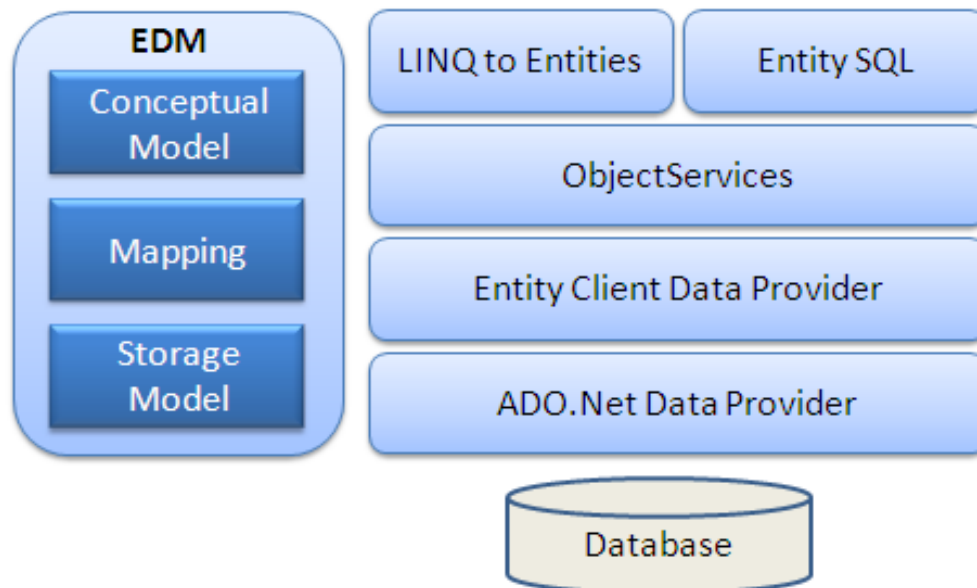 EDM
Conceptual
Model
Mapping
Storage
Model
LINQ to Entities
Entity SQL
ObjectServices
Entity Client Data Provider
ADO.Net Data Provider
Database